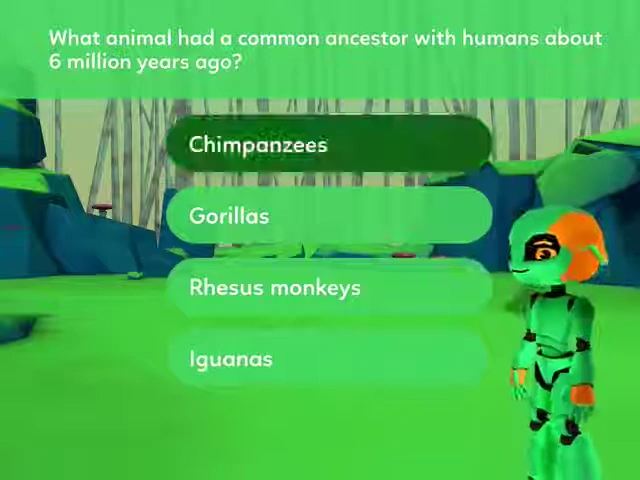 What animal had a common ancestor with humans about
6 million years ago?
Chimpanzees
Gorillas
Rhesus monkeys
Iguanas